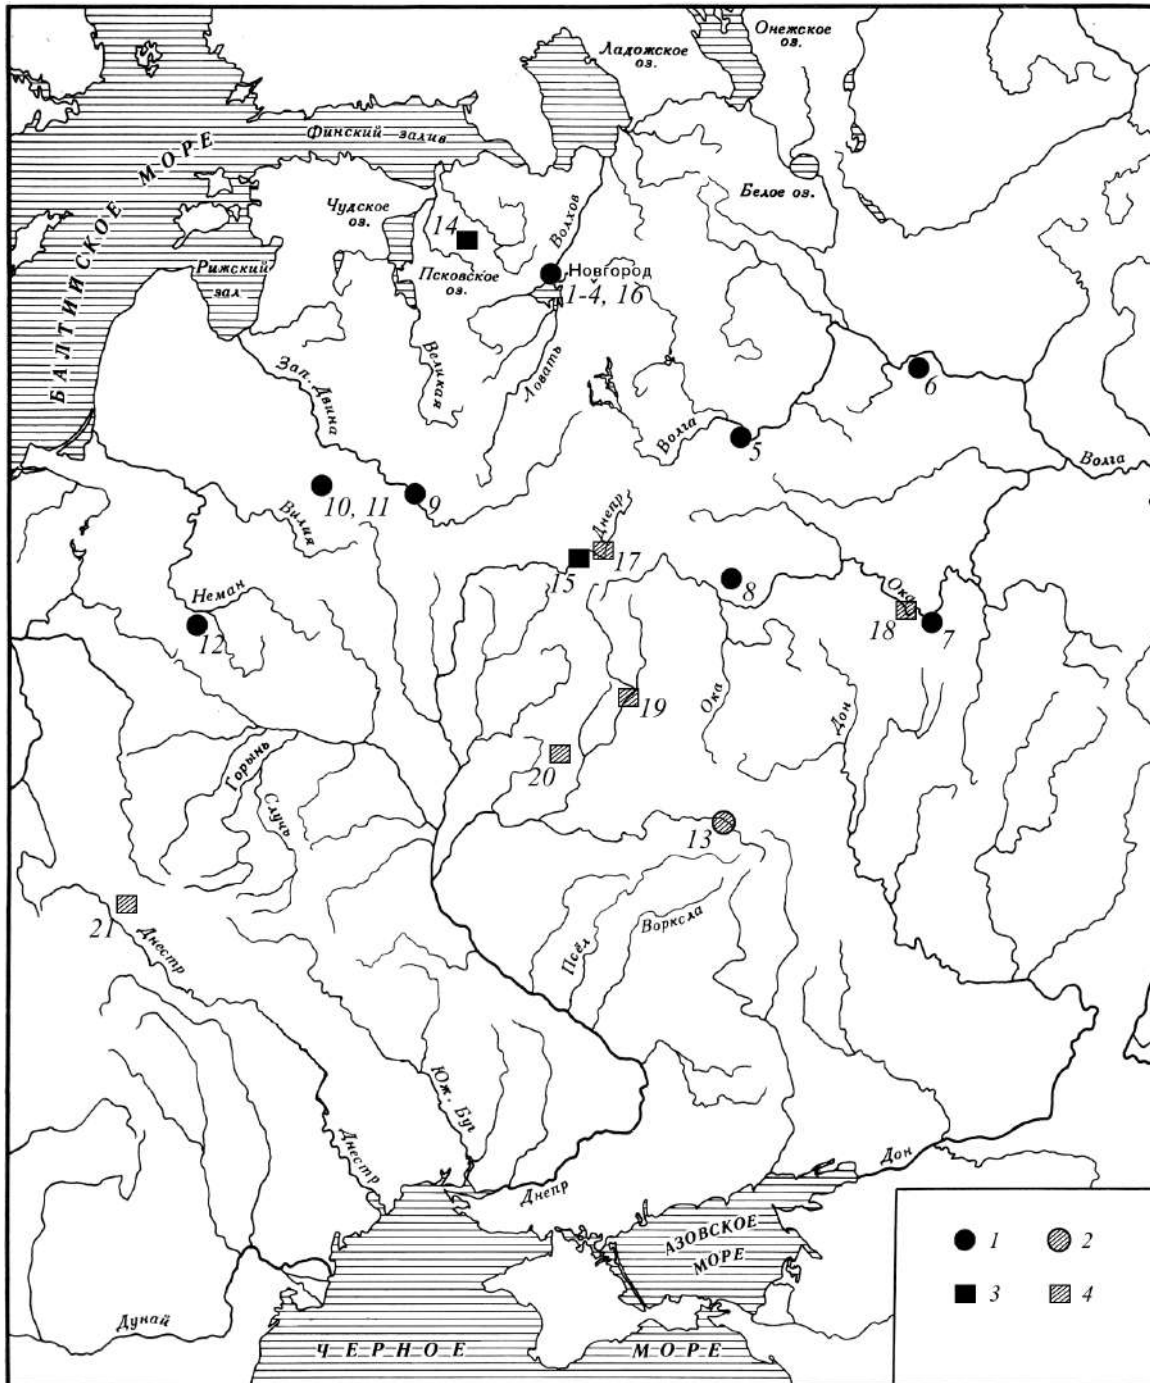 Онежское
оз.
Ладожское
оз.
Финский залив
БАЛТИЙСКОЕ МОРЕ
Белое оз.
Чудское
оз.
14
Волхов
Псковское
оз.
Новгород
1-4, 16
Рижский
зал
Великая
Ловать
Зап. Двина
6
Волга
5
Волга
10, 11
9
Вилия
Днепр
17
15
8
Неман
12
Ока
18
7
19
Ока
Дон
20
Горынь
Случь
13
21
Днестр
Псёл
Ворксла
Юж. Буг
Днестр
Днепр
Дон
АЗОВСКОЕ
МОРЕ
Дунай
ЧЕРНОЕ МОРЕ
1 2
3 4